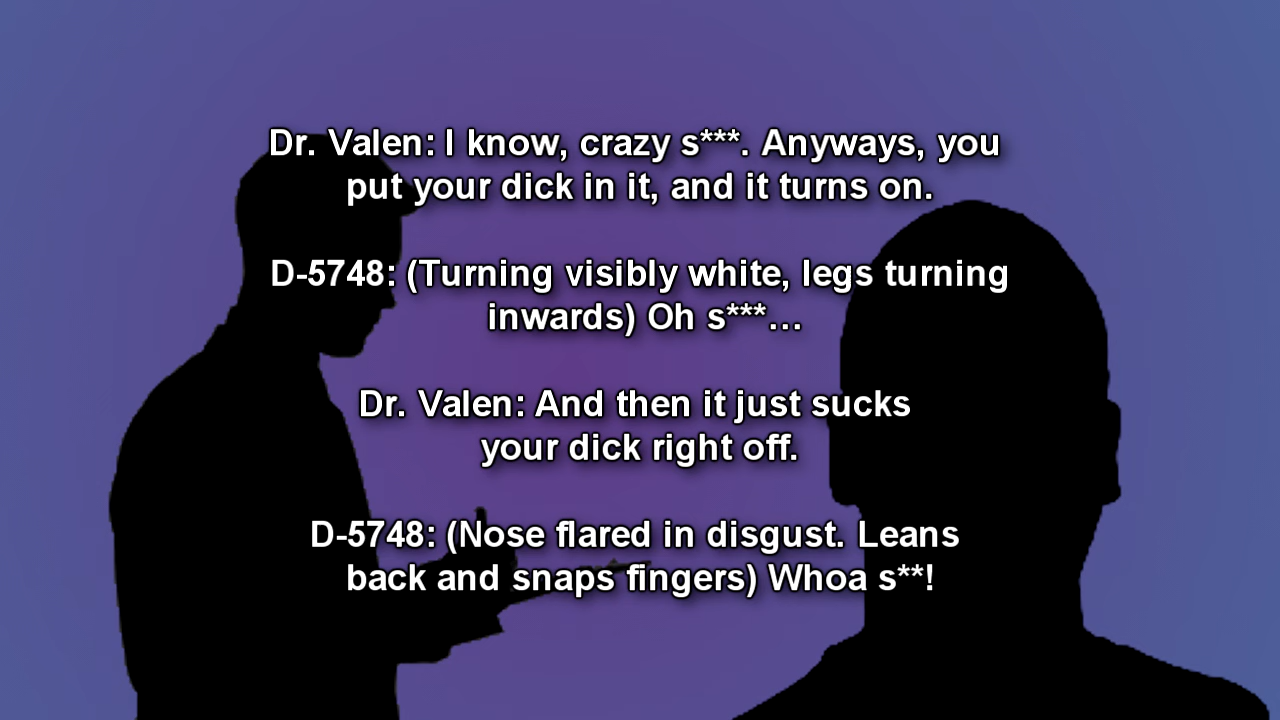 Dr. Valen: I know, crazy s***. Anyways, you
put your dick in it, and it turns on.
D-5748: (Turning visibly white, legs turning
inwards) Oh s***…
Dr. Valen: And then it just sucks
your dick right off.
D-5748: (Nose flared in disgust. Leans
back and snaps fingers) Whoa s**!